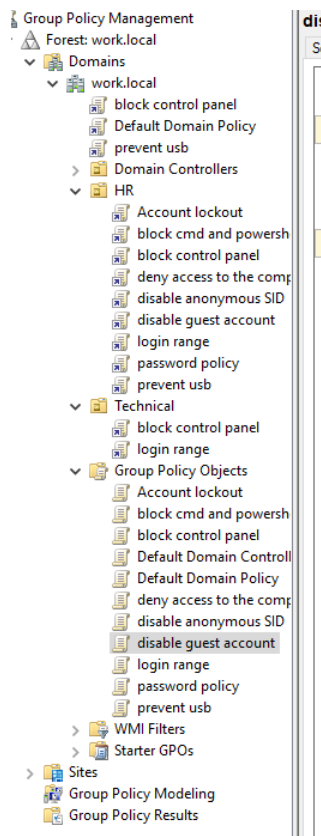 Group Policy Management
Forest: work.local
Domains
work.local
block control panel
Default Domain Policy
prevent usb
Domain Controllers
HR
Account lockout
block cmd and powersh
block control panel
deny access to the comp
disable anonymous SID
disable guest account
login range
password policy
prevent usb
Technical
block control panel
login range
Group Policy Objects
Account lockout
block cmd and powersh
block control panel
Default Domain Controll
Default Domain Policy
deny access to the comp
disable anonymous SID
disable guest account
login range
password policy
prevent usb
WMI Filters
Starter GPOs
Sites
Group Policy Modeling
Group Policy Results